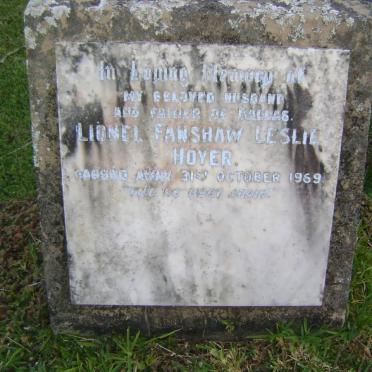 In Loving Memory of
MY BELOVED HUSBAND
AND FATHER OF
LIONEL FANSHAW LESLIE
HOYER
PASSED AWAY 31ST OCTOBER 1969